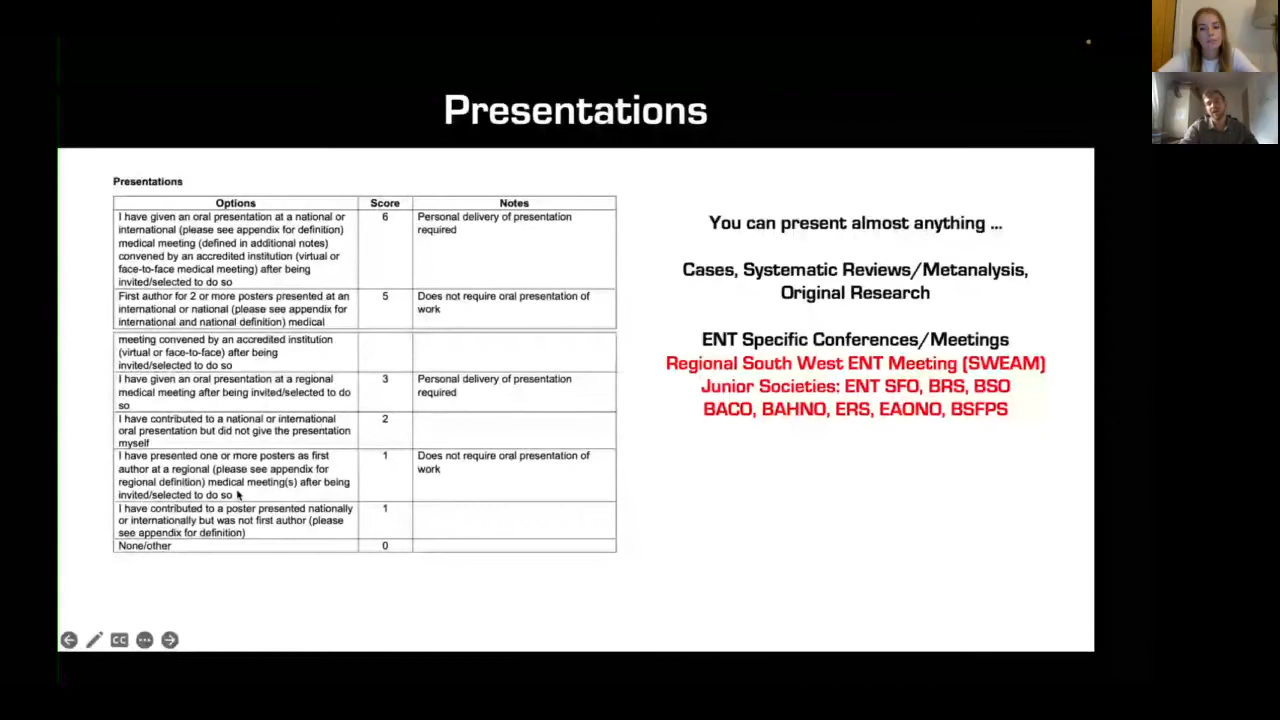 Presentations
Presentations
Options Score Notes
I have given an oral presentation at a national or 6 Personal delivery of presentation
international (please see appendix for definition) required
medical meeting (defined in additional notes)
convened by an accredited institution (virtual or
face-to-face medical meeting) after being
invited/selected to do so
First author for 2 or more posters presented at an 5 Does not require oral presentation of
international or national (please see appendix for work
international and national definition) medical
meeting convened by an accredited institution
(virtual or face-to-face) after being
invited/selected to do so
I have given an oral presentation at a regional 3 Personal delivery of presentation
medical meeting after being invited/selected to do required
so
I have contributed to a national or international 2
oral presentation but did not give the presentation
myself
I have presented one or more posters as first 1 Does not require oral presentation of
author at a regional (please see appendix for work
regional definition) medical meeting(s) after being
invited/selected to do so
I have contributed to a poster presented nationally 1
or internationally but was not first author (please
see appendix for definition)
None/other 0
You can present almost anything ...
Cases, Systematic Reviews/Metanalysis,
Original Research
ENT Specific Conferences/Meetings
Regional South West ENT Meeting (SWEAM)
Junior Societies: ENT SFO, BRS, BSO
BACO, BAHNO, ERS, EAONO, BSFPS
CC